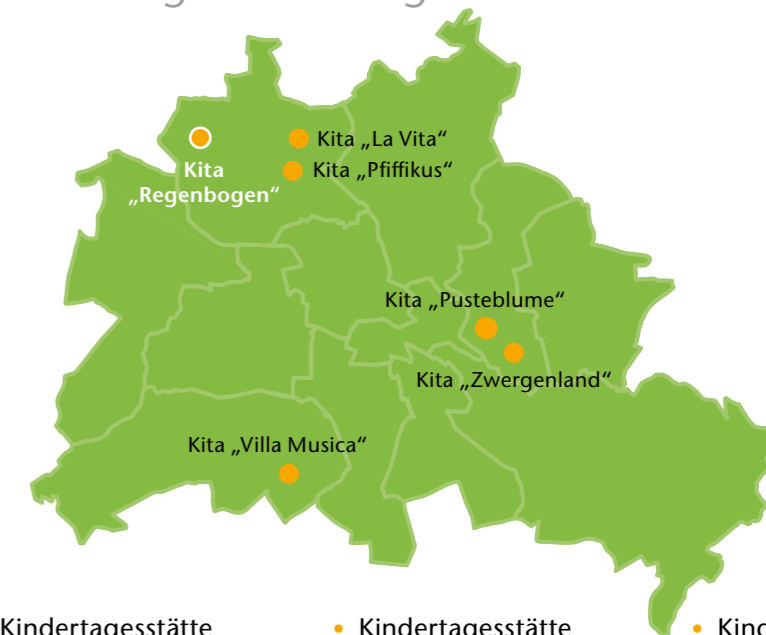 Kita „La Vita“
Kita „Pfiffikus“
Kita
„Regenbogen“
Kita „Pusteblume“
Kita „Zwergenland“
Kita „Villa Musica“
Kindertagesstätte
• Kindertagesstätte
•